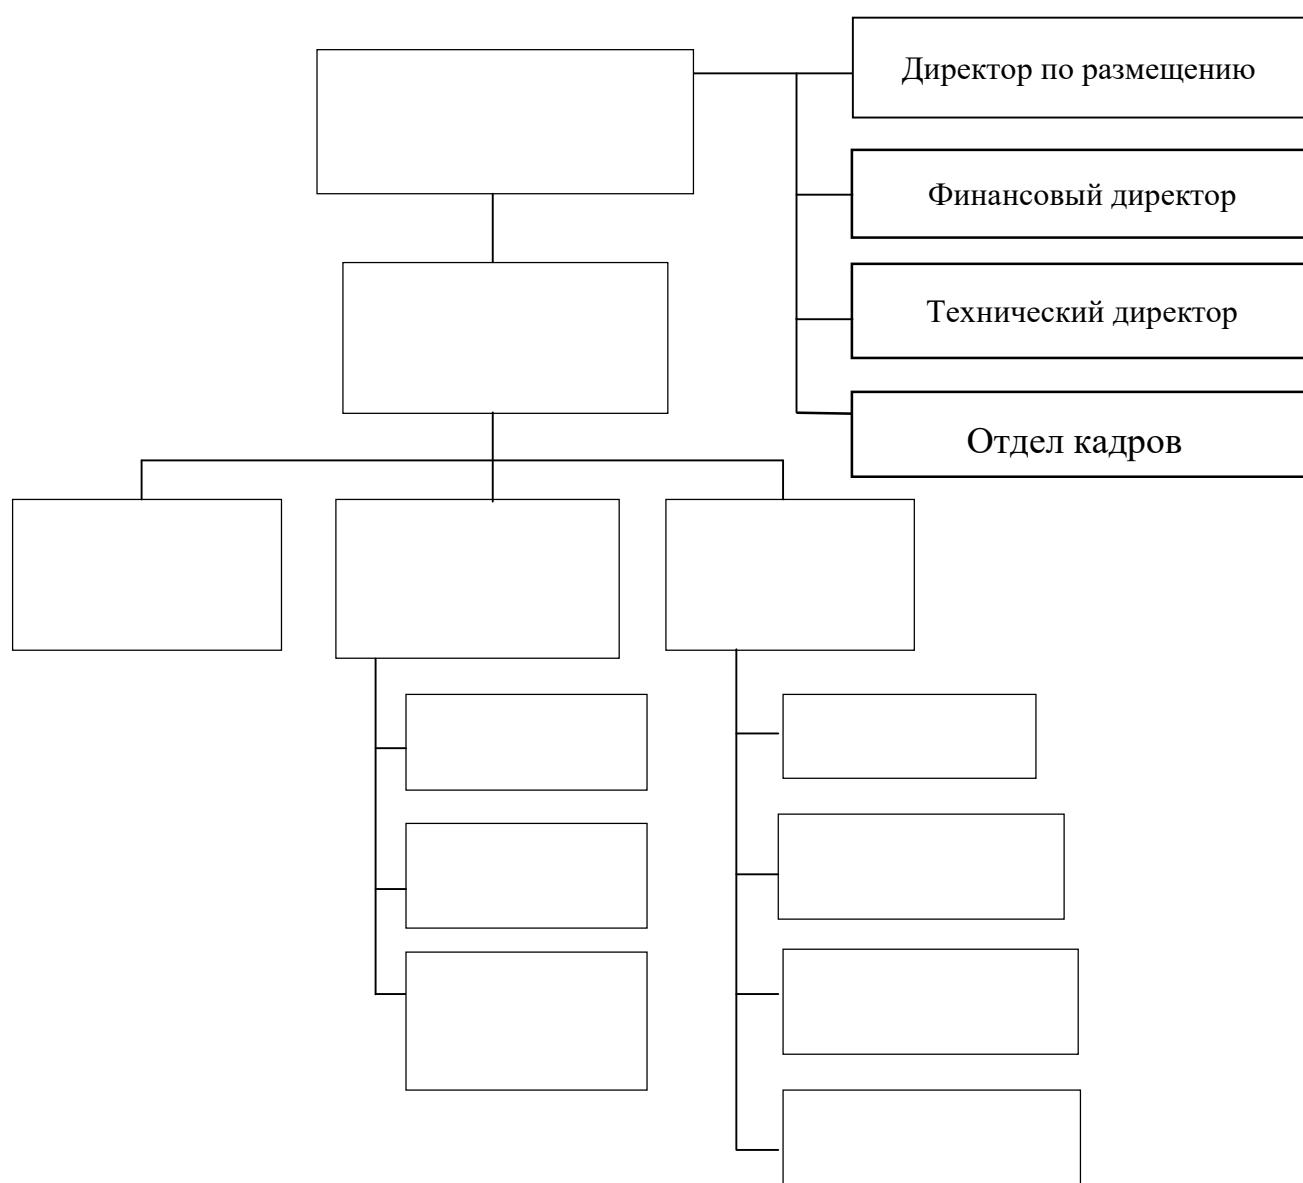 Директор по размещению
Финансовый директор
Технический директор
Отдел кадров